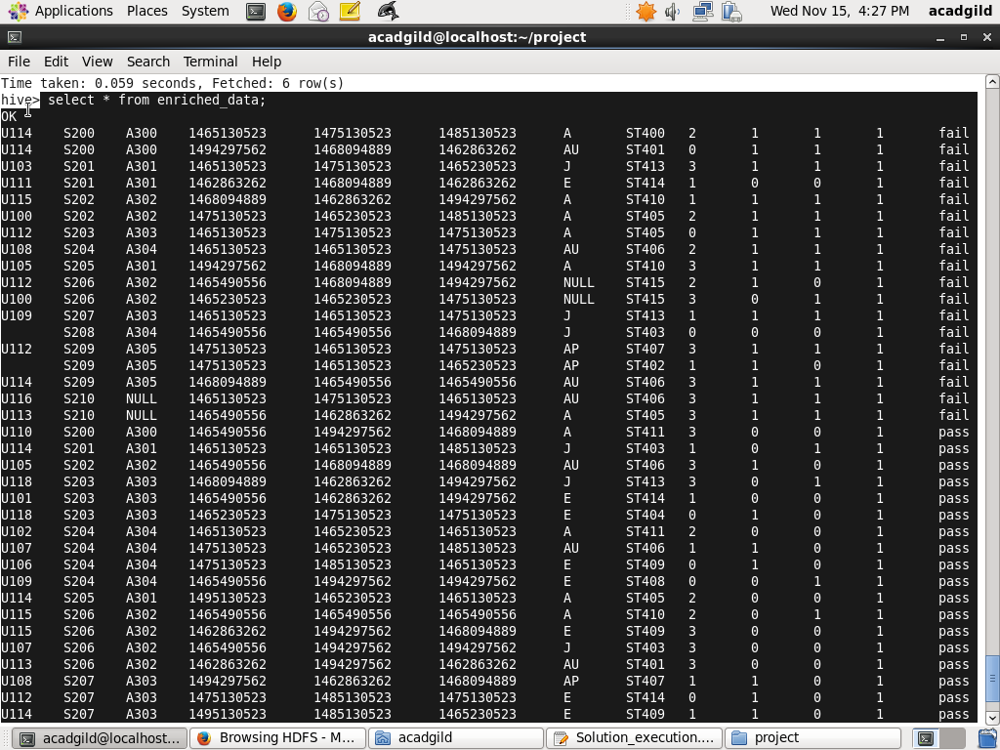 Applications Places System Wed Nov 15, 4:27 PM acadgild
acadgild@localhost:~/project
File Edit View Search Terminal Help
Time taken: 0.059 seconds, Fetched: 6 row(s)
hive> select * from enriched_data;
OK
U114 S200 A300 1465130523 1475130523 1485130523 A ST400 2 1 1 1 fail
U114 S200 A300 1494297562 1468094889 1462863262 AU ST401 0 1 1 1 fail
U103 S201 A301 1465130523 1475130523 1465230523 J ST413 3 1 1 1 fail
U111 S201 A301 1462863262 1468094889 1462863262 E ST414 1 0 0 1 fail
U115 S202 A302 1468094889 1462863262 1494297562 A ST410 1 1 1 1 fail
U100 S202 A302 1475130523 1465230523 1485130523 A ST405 2 1 1 1 fail
U112 S203 A303 1465130523 1475130523 1475130523 A ST405 0 1 1 1 fail
U108 S204 A304 1465130523 1465130523 1475130523 AU ST406 2 1 1 1 fail
U105 S205 A301 1494297562 1468094889 1494297562 A ST410 3 1 1 1 fail
U112 S206 A302 1465490556 1468094889 1494297562 NULL ST415 2 1 0 1 fail
U100 S206 A302 1465230523 1465230523 1475130523 NULL ST415 3 0 1 1 fail
U109 S207 A303 1465130523 1465130523 1475130523 J ST413 1 1 1 1 fail
S208 A304 1465490556 1465490556 1468094889 J ST403 0 0 0 1 fail
U112 S209 A305 1475130523 1465130523 1475130523 AP ST407 3 1 1 1 fail
S209 A305 1475130523 1465130523 1465230523 AP ST402 1 1 0 1 fail
U114 S209 A305 1468094889 1465490556 1465490556 AU ST406 3 1 1 1 fail
U116 S210 NULL 1465130523 1475130523 1465130523 AU ST406 3 1 1 1 fail
U113 S210 NULL 1465490556 1462863262 1494297562 A ST405 3 1 1 1 fail
U110 S200 A300 1465490556 1494297562 1468094889 A ST411 3 0 0 1 pass
U114 S201 A301 1465130523 1465130523 1485130523 J ST403 1 0 1 1 pass
U105 S202 A302 1465490556 1468094889 1468094889 AU ST406 3 1 0 1 pass
U118 S203 A303 1468094889 1462863262 1494297562 J ST413 3 0 1 1 pass
U101 S203 A303 1465490556 1462863262 1494297562 E ST414 1 0 0 1 pass
U118 S203 A303 1465230523 1475130523 1475130523 E ST404 0 1 0 1 pass
U102 S204 A304 1465130523 1465230523 1465130523 A ST411 2 0 0 1 pass
U107 S204 A304 1475130523 1465230523 1485130523 AU ST406 1 1 0 1 pass
U106 S204 A304 1475130523 1485130523 1465130523 E ST409 0 1 0 1 pass
U109 S204 A304 1465490556 1494297562 1494297562 E ST408 0 0 1 1 pass
U114 S205 A301 1495130523 1465230523 1465130523 A ST405 2 0 0 1 pass
U115 S206 A302 1465490556 1465490556 1465490556 A ST410 2 0 1 1 pass
U115 S206 A302 1462863262 1494297562 1468094889 E ST409 3 0 0 1 pass
U107 S206 A302 1465490556 1494297562 1494297562 J ST403 3 0 0 1 pass
U113 S206 A302 1462863262 1494297562 1462863262 AU ST401 3 0 0 1 pass
U108 S207 A303 1494297562 1462863262 1468094889 AP ST407 1 1 0 1 pass
U112 S207 A303 1475130523 1485130523 1475130523 E ST414 0 1 0 1 pass
U114 S207 A303 1495130523 1485130523 1465230523 E ST409 1 1 0 1 pass
acadgild@localhost:... Browsing HDFS - M... acadgild Solution_execution.... project